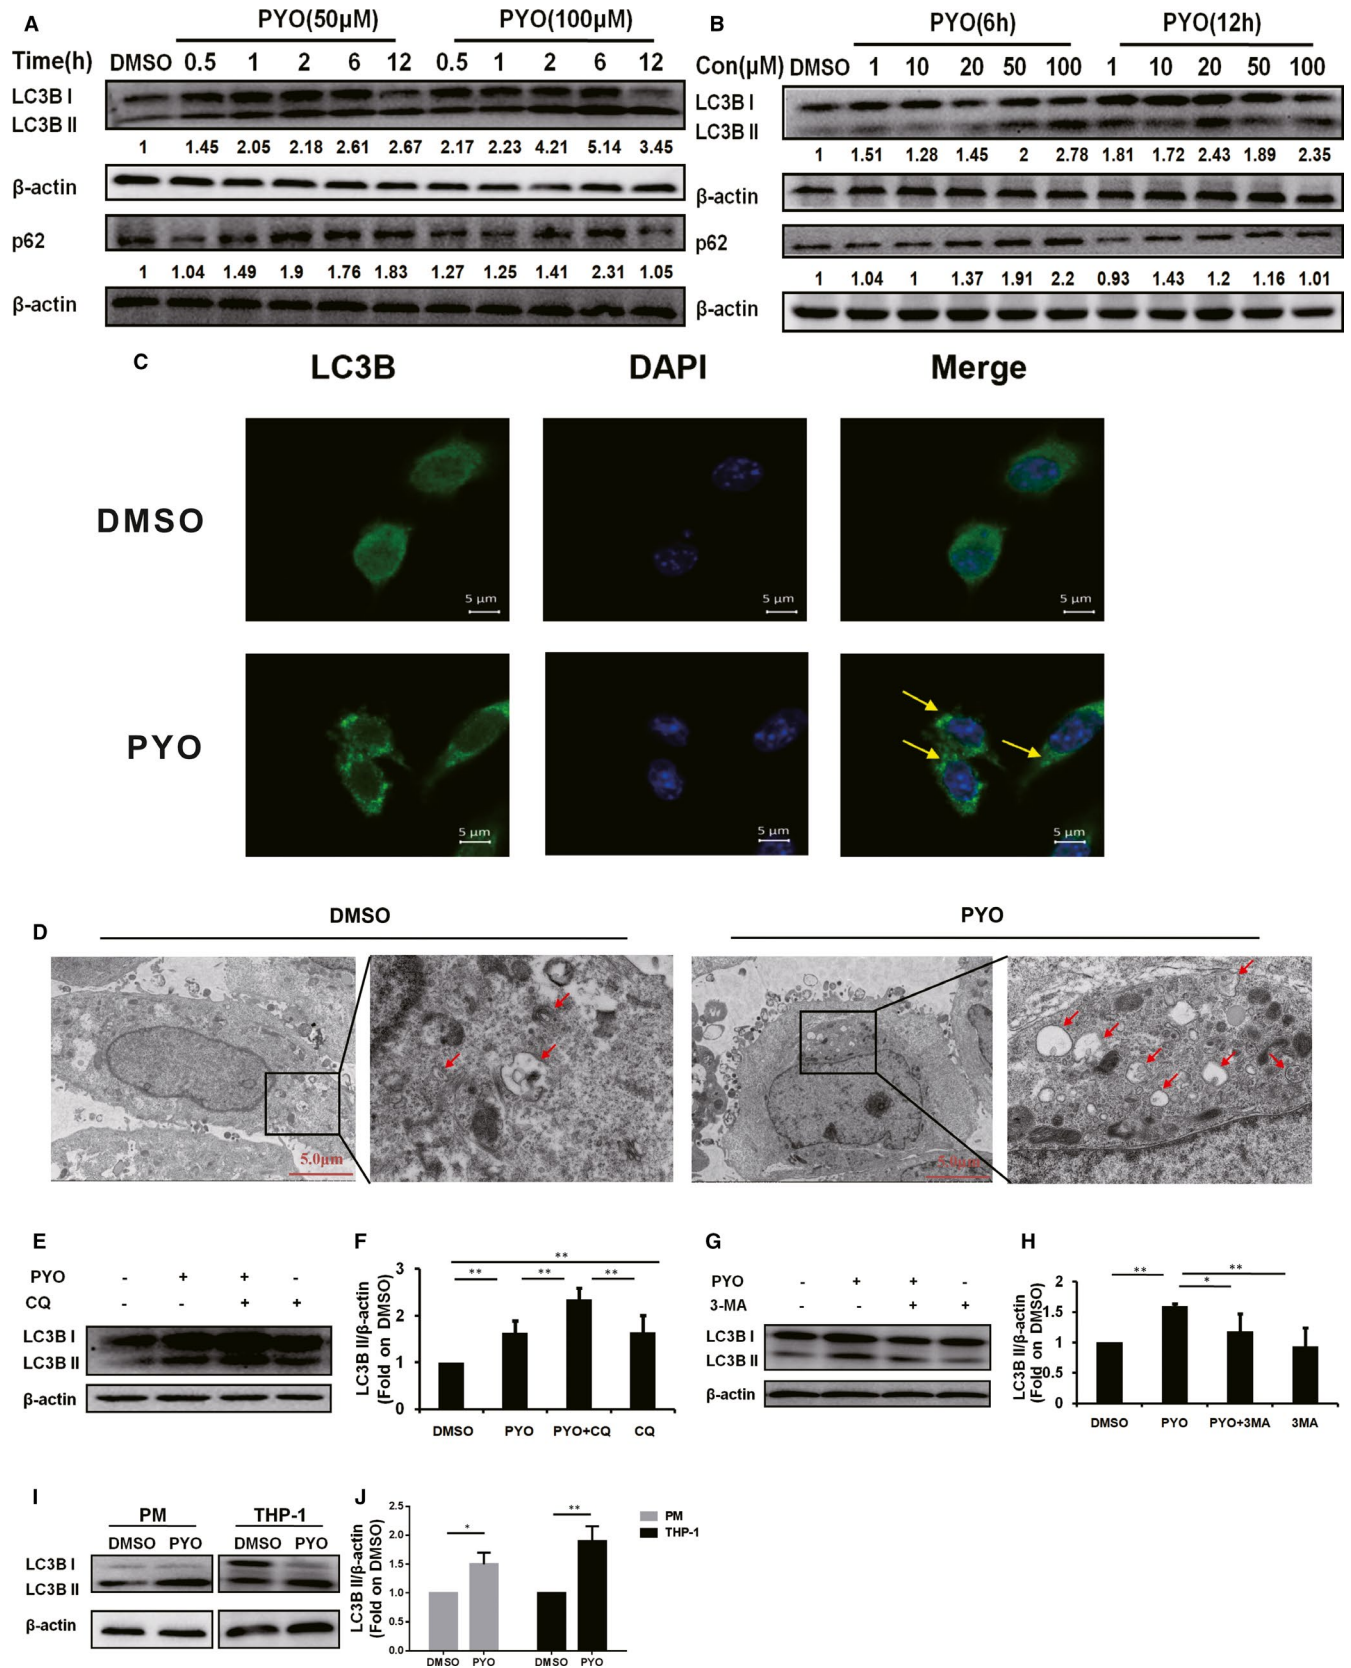 A
PYO(50μM) PYO(100μM)
Time(h) DMSO 0.5 1 2 6 12 0.5 1 2 6 12
LC3B I
LC3B II
1 1.45 2.05 2.18 2.61 2.67 2.17 2.23 4.21 5.14 3.45
β-actin
p62
1 1.04 1.49 1.9 1.76 1.83 1.27 1.25 1.41 2.31 1.05
β-actin
B
PYO(6h) PYO(12h)
Con(μM) DMSO 1 10 20 50 100 1 10 20 50 100
LC3B I
LC3B II
1 1.51 1.28 1.45 2 2.78 1.81 1.72 2.43 1.89 2.35
β-actin
p62
1 1.04 1 1.37 1.91 2.2 0.93 1.43 1.2 1.16 1.01
β-actin
C
LC3B DAPI Merge
DMSO
5 μm 5 μm 5 μm
PYO
5 μm 5 μm 5 μm
D
DMSO PYO
5.0μm 5.0μm
E
PYO - + + -
CQ - - + +
LC3B I
LC3B II
β-actin
F
LC3B II/β-actin
(Fold on DMSO)
3
2
1
0
**
** ** **
DMSO PYO PYO+CQ CQ
G
PYO - + + -
3-MA - - + +
LC3B I
LC3B II
β-actin
H
LC3B II/β-actin
(Fold on DMSO)
2
1.5
1
0.5
0
** **
*
DMSO PYO PYO+3MA 3MA
I
PM THP-1
DMSO PYO DMSO PYO
LC3B I
LC3B II
β-actin
J
LC3B II/β-actin
(Fold on DMSO)
2.5
2.0
1.5
1.0
0.5
0.0
* **
DMSO PYO DMSO PYO
PM
THP-1